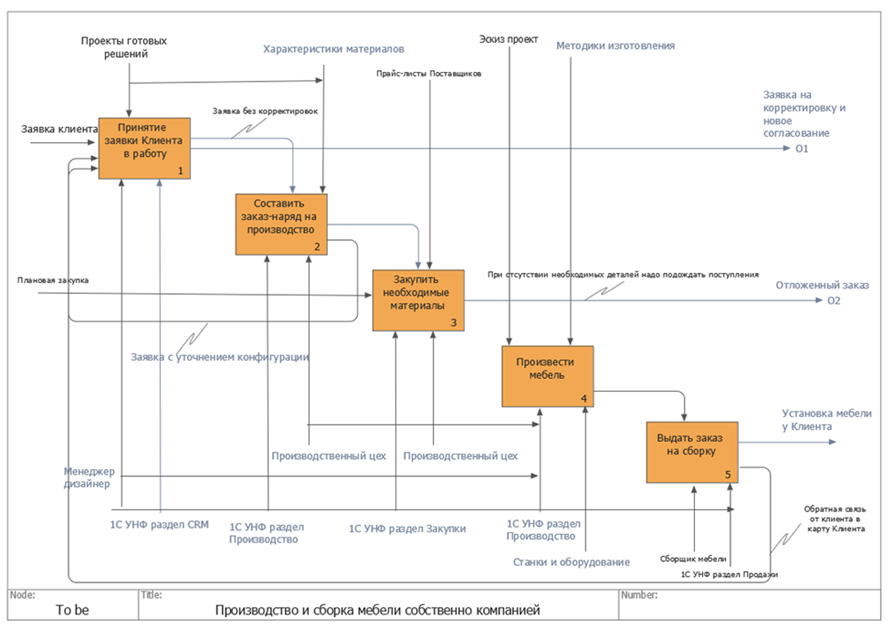 Проекты готовых
решений
Характеристики материалов
Эскиз проект
Методики изготовления
Прайс-листы Поставщиков
Заявка на
корректировку и
новое
согласование
O1
Заявка без корректировок
Заявка клиента
Принятие
заявки Клиента
в работу
1
Составить
заказ-наряд на
производство
2
Плановая закупка
Закупить
необходимые
материалы
3
При отсутствии необходимых деталей надо подождать поступления
Отложенный заказ
O2
Заявка с уточнением конфигурации
Произвести
мебель
4
Установка мебели
у Клиента
Выдать заказ
на сборку
5
Производственный цех
Производственный цех
Менеджер
дизайнер
1С УНФ раздел CRM
1С УНФ раздел
Производство
1С УНФ раздел Закупки
1С УНФ раздел
Производство
Станки и оборудование
Обратная связь
от клиента в
карту Клиента
Сборщик мебели
1С УНФ раздел Продажи
Node:
To be
Title:
Производство и сборка мебели собственно компанией
Number: